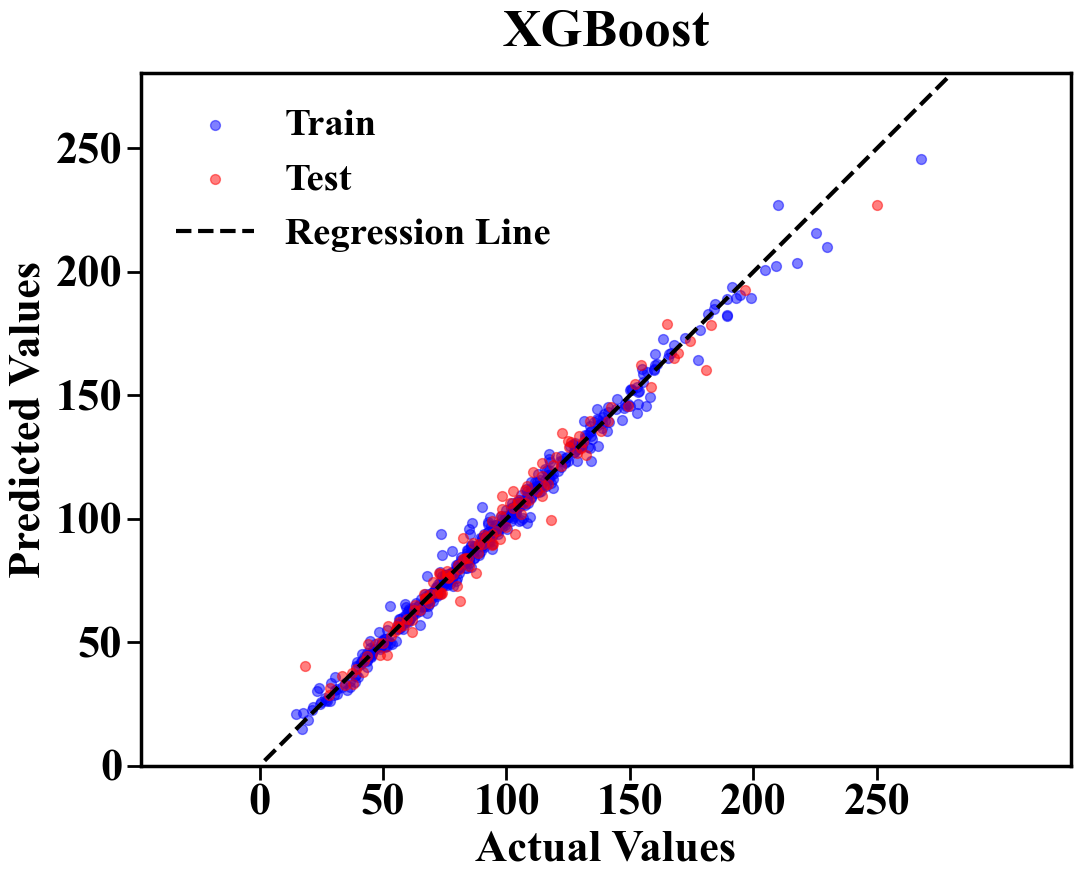 XGBoost
Train
Test
Regression Line
Predicted Values
250
200
150
100
50
0
0 50 100 150 200 250
Actual Values